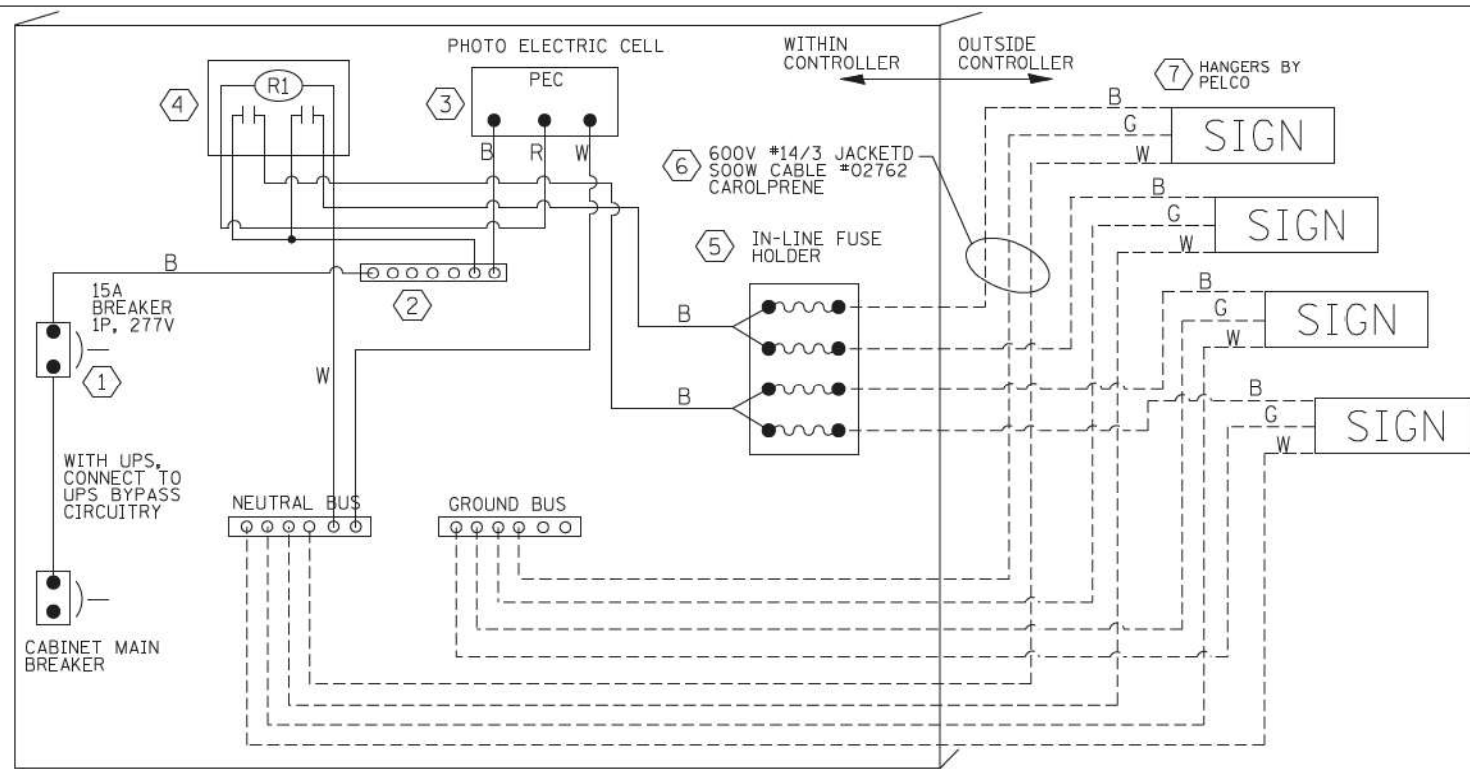 PHOTO ELECTRIC CELL
WITHIN
CONTROLLER
OUTSIDE
CONTROLLER
7
HANGERS BY
PELCO
4
R1
3
PEC
B R W
6
600V #14/3 JACKETD
SOOW CABLE #02762
CAROLPRENE
B
G
W
SIGN
B
G
W
SIGN
5
IN-LINE FUSE
HOLDER
B
2
15A
BREAKER
1P, 277V
1
B
G
W
SIGN
B
W
B
B
G
W
SIGN
WITH UPS,
CONNECT TO
UPS BYPASS
CIRCUITRY
NEUTRAL BUS
GROUND BUS
CABINET MAIN
BREAKER